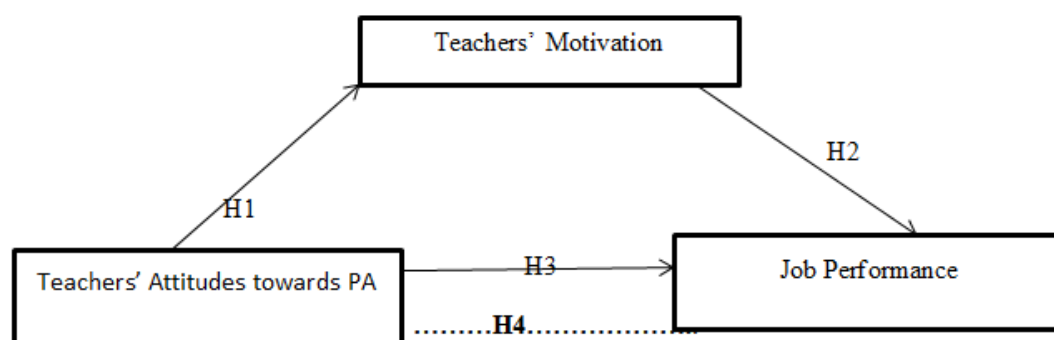 Teachers’ Motivation
H2
H1
H3
Teachers’ Attitudes towards PA
Job Performance
........H4....................